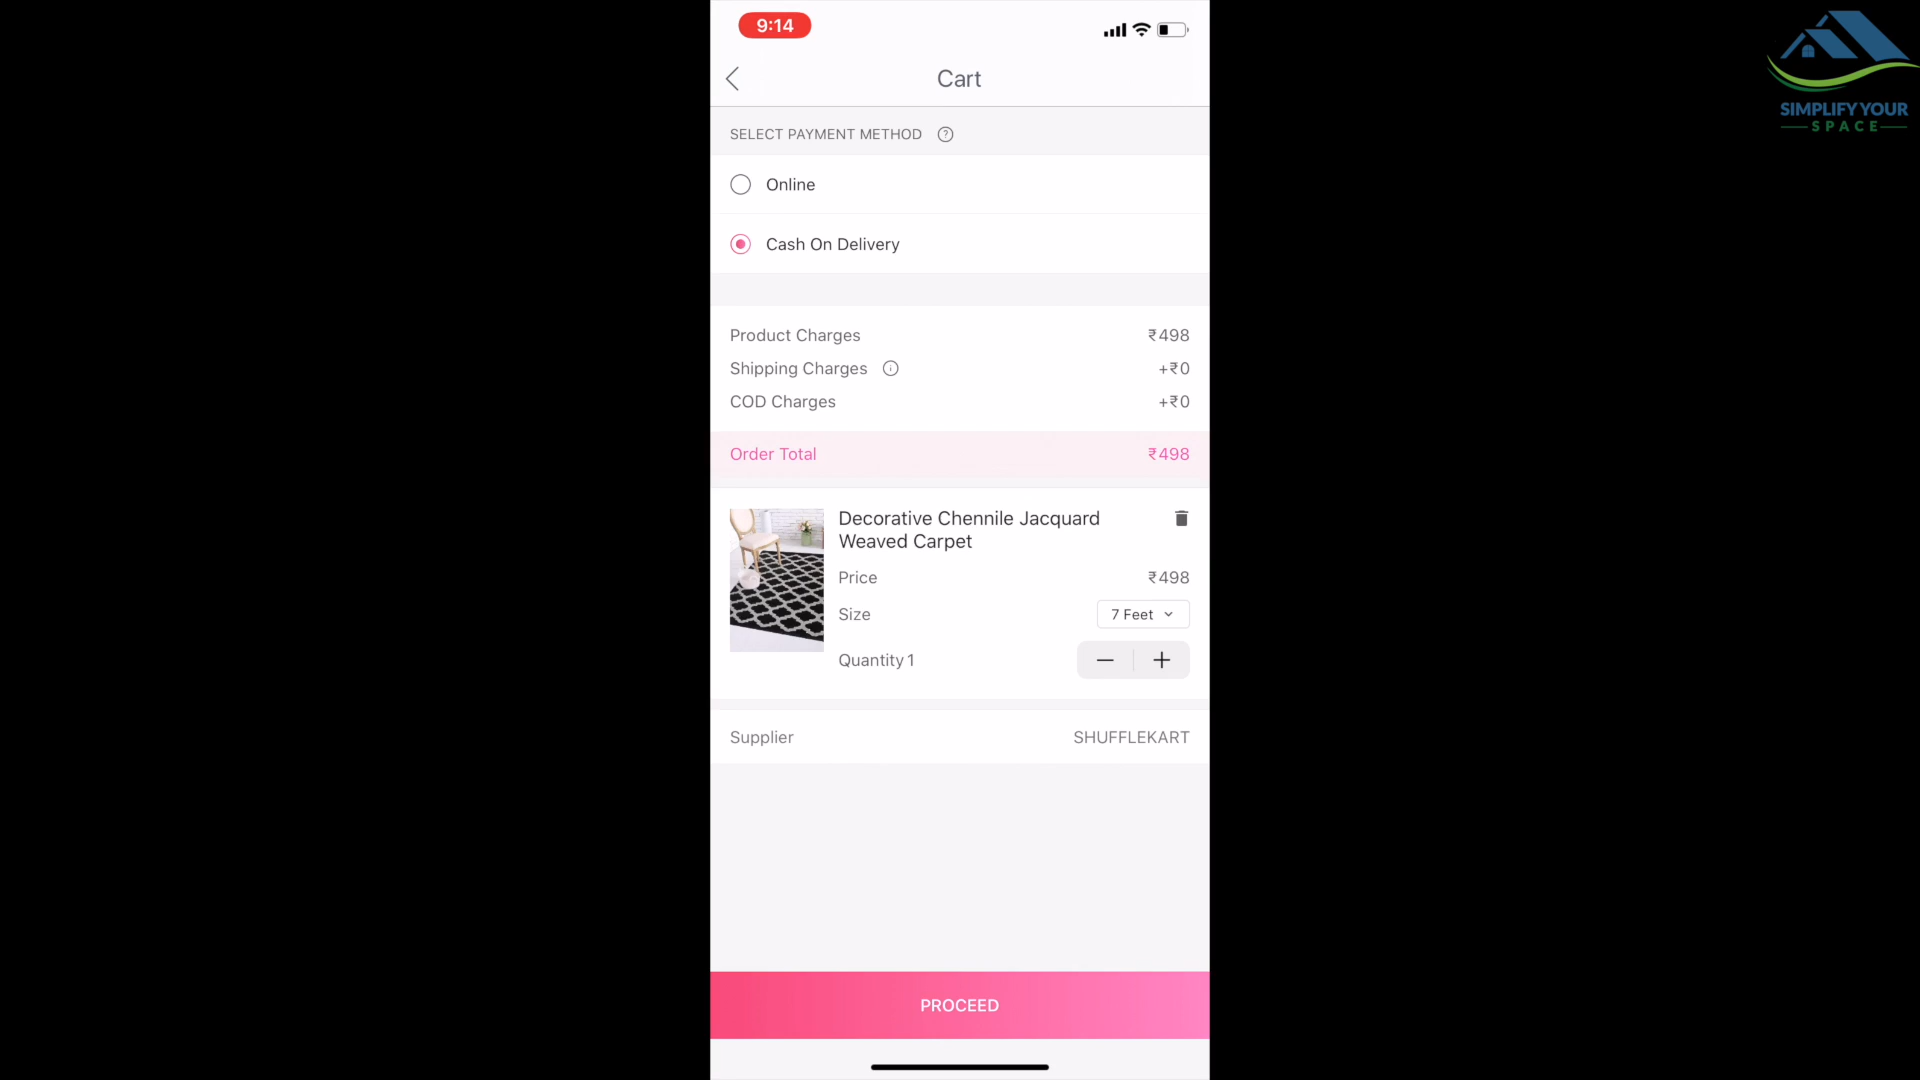 9:14
Cart
SELECT PAYMENT METHOD ?
Online
Cash On Delivery
Product Charges ₹498
Shipping Charges +₹0
COD Charges +₹0
Order Total ₹498
Decorative Chennile Jacquard
Weaved Carpet
Price ₹498
Size 7 Feet
Quantity 1
Supplier SHUFFLEKART
PROCEED
SIMPLIFY YOUR
SPACE